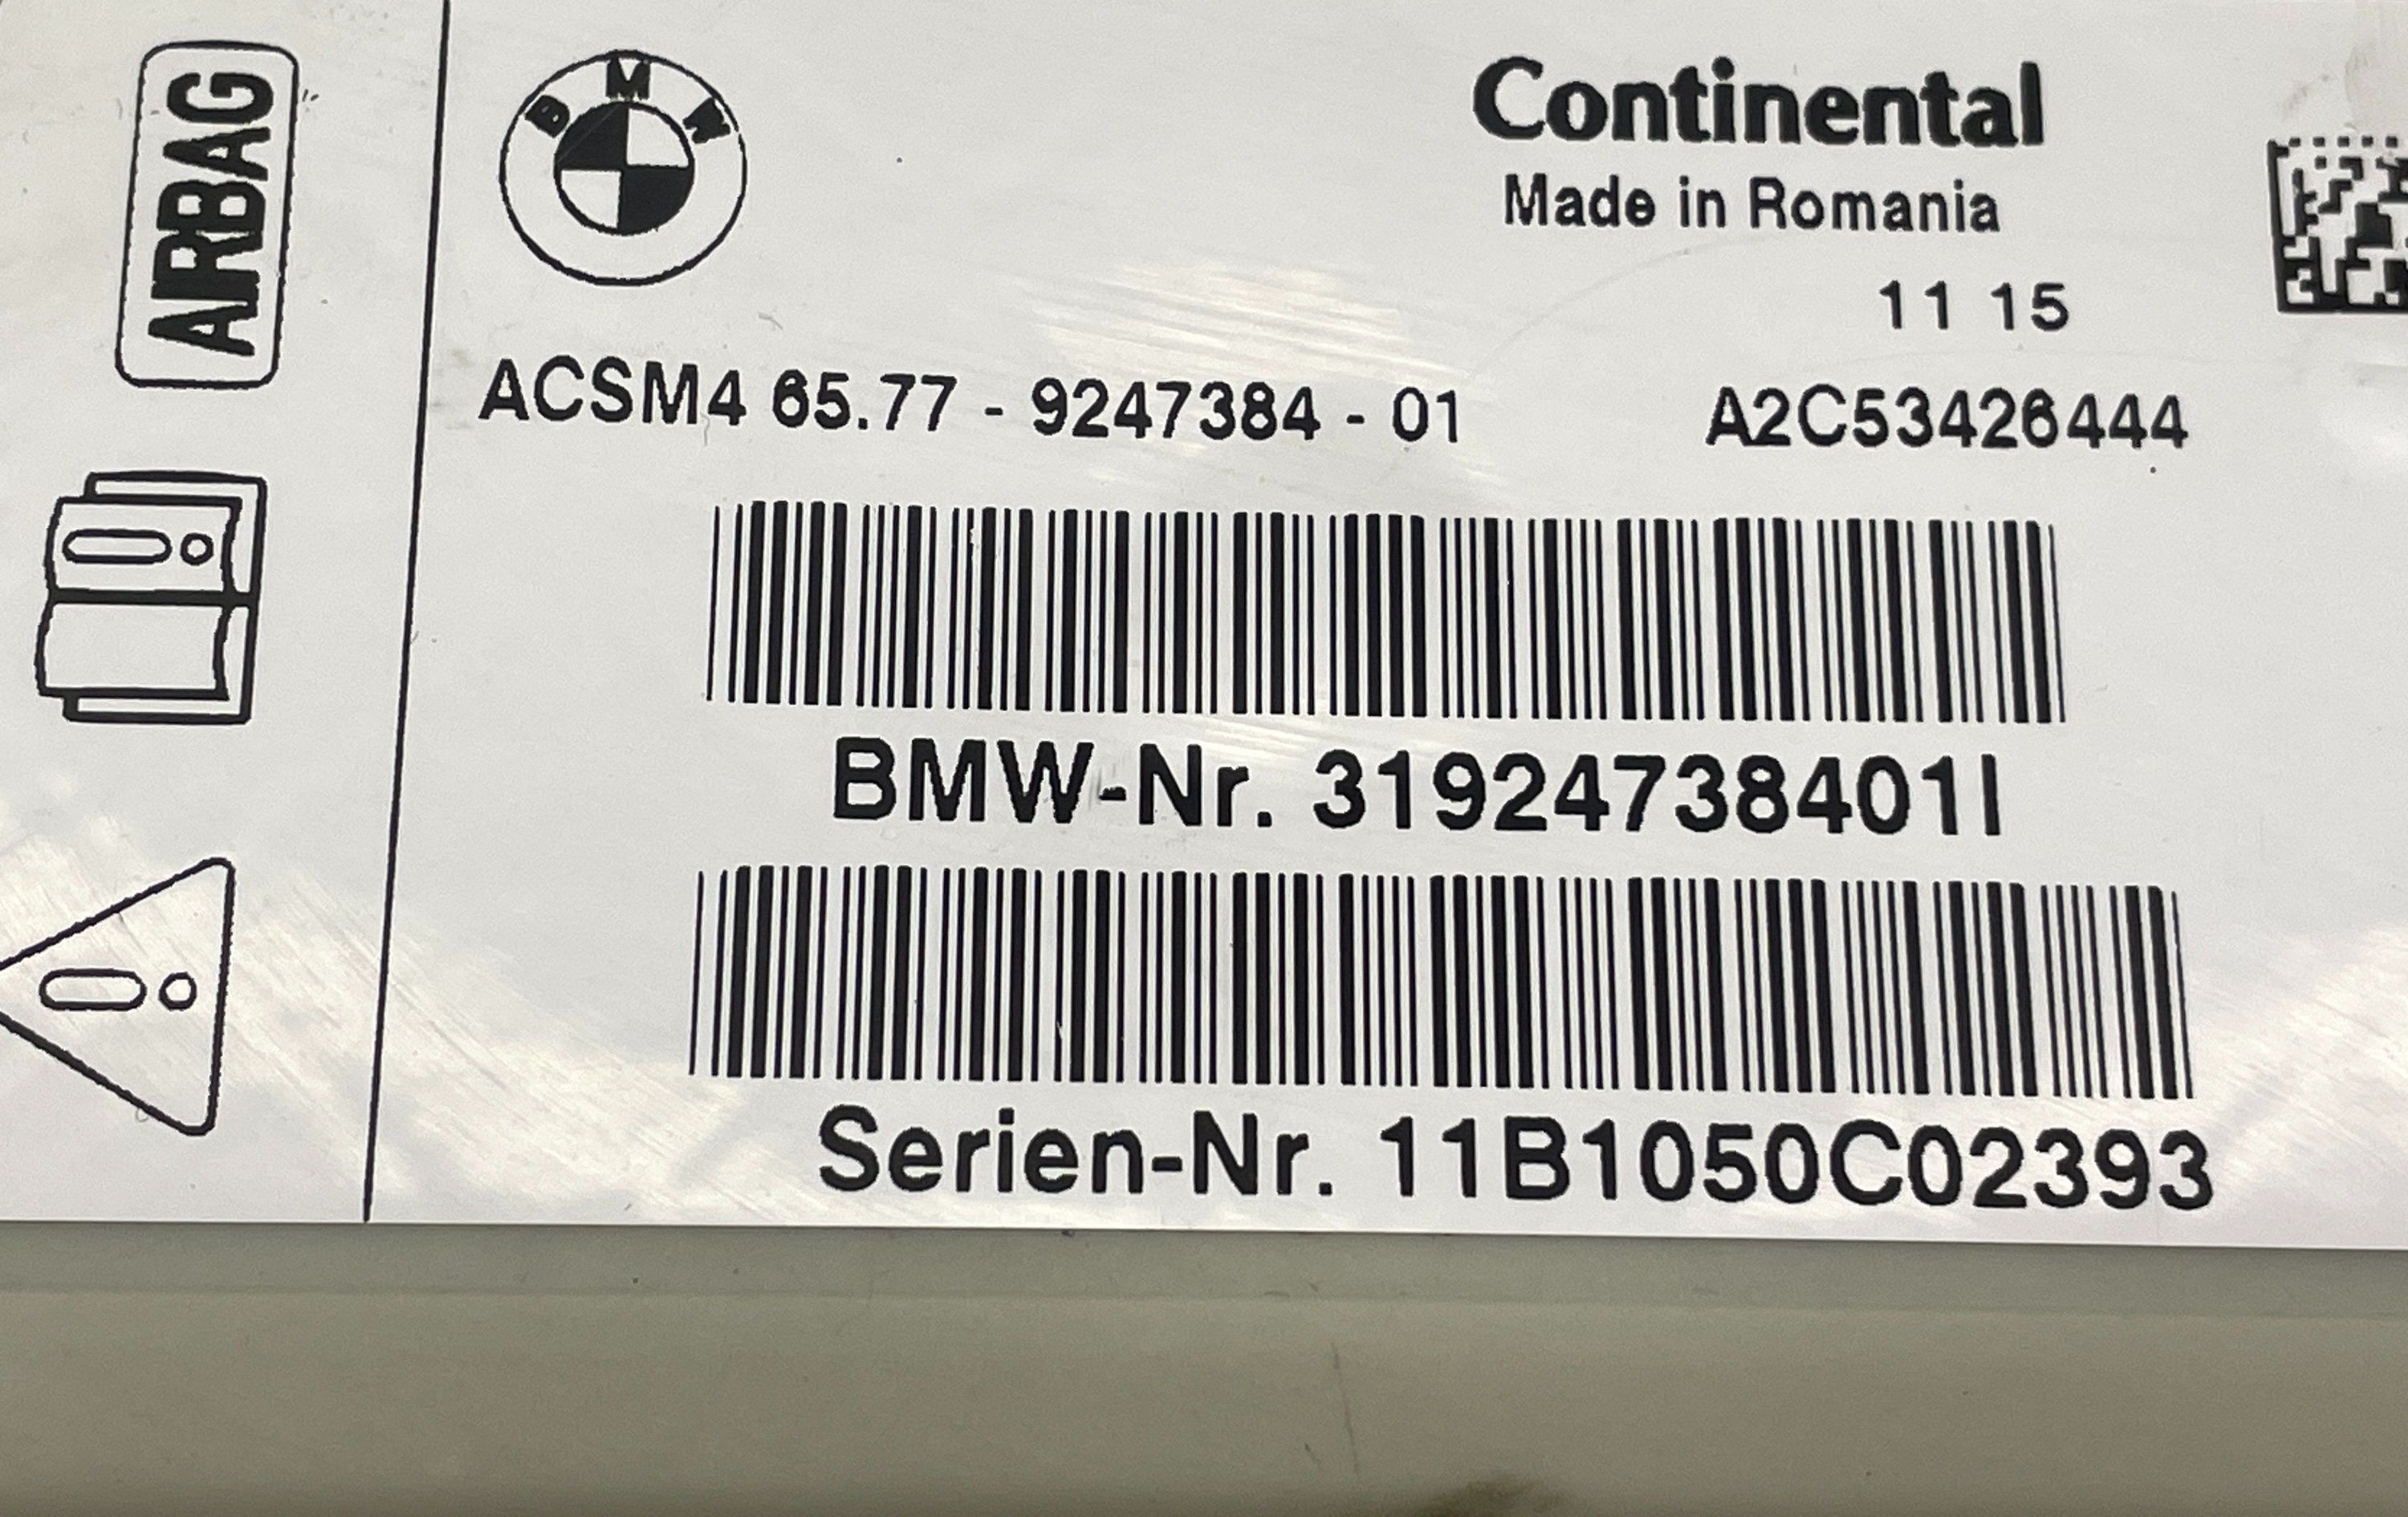 AIRBAG
BMW
Continental
Made in Romania
11 15
ACSM4 65.77 - 9247384 - 01
A2C53426444
BMW-Nr. 31924738401I
Serien-Nr. 11B1050C02393